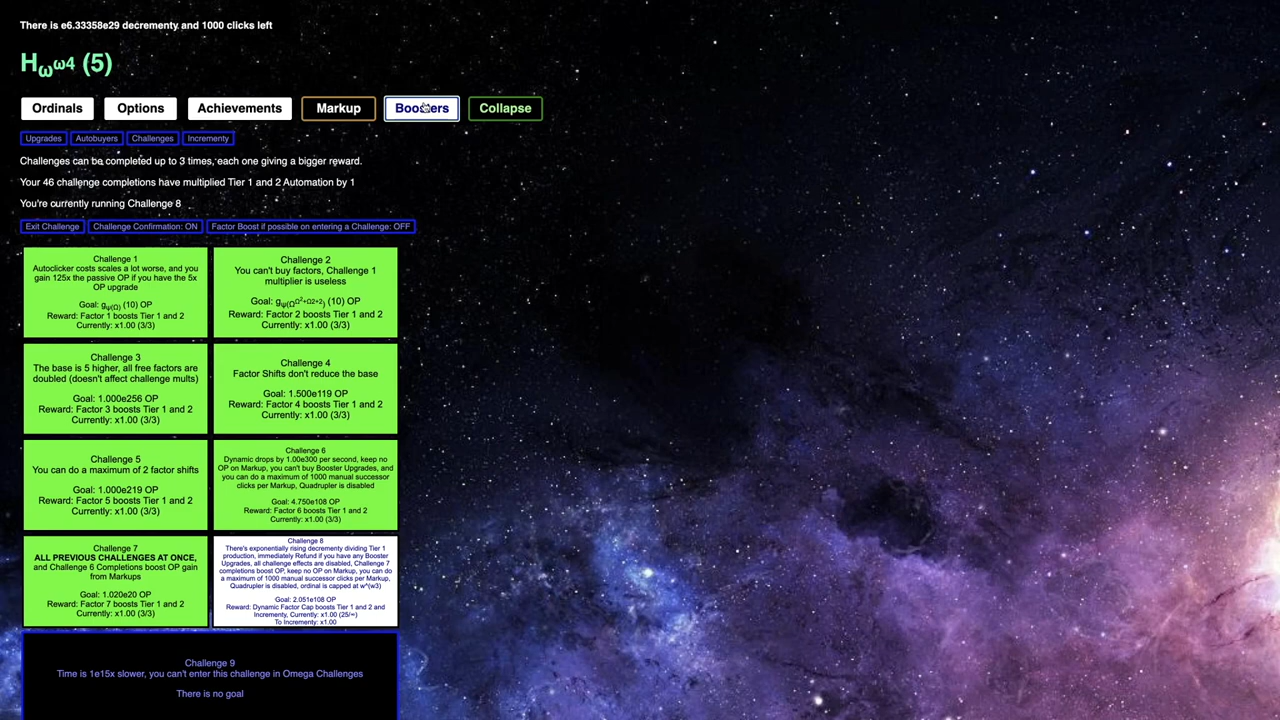 There is e6.33358e29 decrementy and 1000 clicks left
Hωω4 (5)
Ordinals Options Achievements Markup Boosters Collapse
Upgrades Autobuyers Challenges Incrementy
Challenges can be completed up to 3 times, each one giving a bigger reward.
Your 46 challenge completions have multiplied Tier 1 and 2 Automation by 1
You're currently running Challenge 8
Exit Challenge Challenge Confirmation: ON Factor Boost if possible on entering a Challenge: OFF
Challenge 1
Autoclicker costs scales a lot worse, and you
gain 125x the passive OP if you have the 5x
OP upgrade
Goal: gψ(Ω) (10) OP
Reward: Factor 1 boosts Tier 1 and 2
Currently: x1.00 (3/3)
Challenge 2
You can't buy factors, Challenge 1
multiplier is useless
Goal: gψ(Ω^Ω^2+Ω2+2) (10) OP
Reward: Factor 2 boosts Tier 1 and 2
Currently: x1.00 (3/3)
Challenge 3
The base is 5 higher, all free factors are
doubled (doesn't affect challenge mults)
Goal: 1.000e256 OP
Reward: Factor 3 boosts Tier 1 and 2
Currently: x1.00 (3/3)
Challenge 4
Factor Shifts don't reduce the base
Goal: 1.500e119 OP
Reward: Factor 4 boosts Tier 1 and 2
Currently: x1.00 (3/3)
Challenge 5
You can do a maximum of 2 factor shifts
Goal: 1.000e219 OP
Reward: Factor 5 boosts Tier 1 and 2
Currently: x1.00 (3/3)
Challenge 6
Dynamic drops by 1.00e300 per second, keep no
OP on Markup, you can't buy Booster Upgrades, and
you can do a maximum of 1000 manual successor
clicks per Markup, Quadrupler is disabled
Goal: 4.750e108 OP
Reward: Factor 6 boosts Tier 1 and 2
Currently: x1.00 (3/3)
Challenge 7
ALL PREVIOUS CHALLENGES AT ONCE,
and Challenge 6 Completions boost OP gain
from Markups
Goal: 1.020e20 OP
Reward: Factor 7 boosts Tier 1 and 2
Currently: x1.00 (3/3)
Challenge 8
There's exponentially rising decrementy dividing Tier 1
production, immediately Refund if you have any Booster
Upgrades, all challenge effects are disabled, Challenge 7
completions boost OP, keep no OP on Markup, you can do
a maximum of 1000 manual successor clicks per Markup,
Quadrupler is disabled, ordinal is capped at w^(w3)
Goal: 2.051e108 OP
Reward: Dynamic Factor Cap boosts Tier 1 and 2 and
Incrementy, Currently: x1.00 (25/∞)
To Incrementy: x1.00
Challenge 9
Time is 1e15x slower, you can't enter this challenge in Omega Challenges
There is no goal